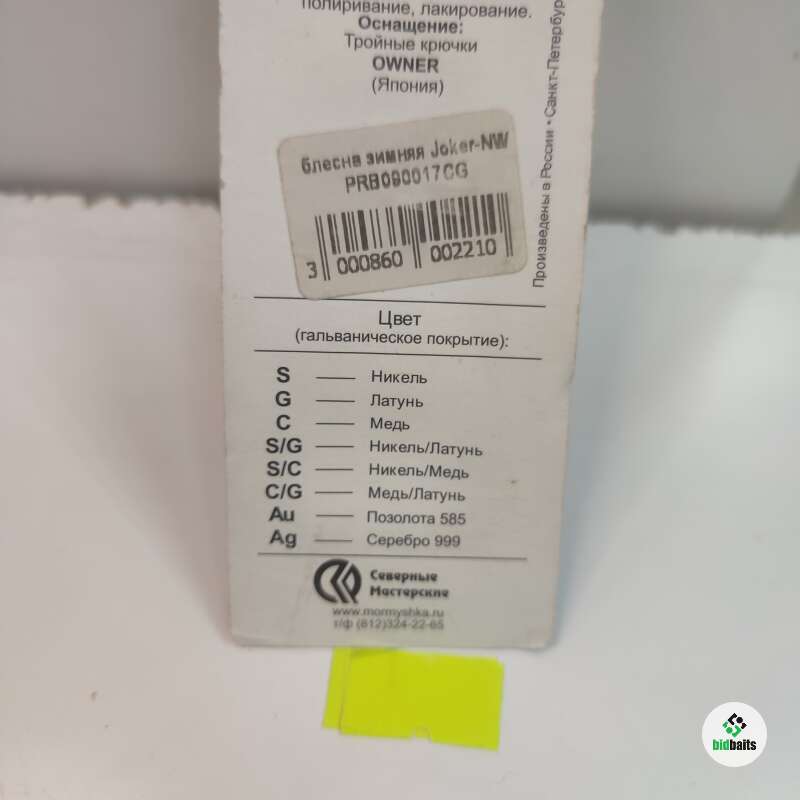 полирование, лакирование.
Оснащение:
Тройные крючки
OWNER
(Япония)
Произведены в России • Санкт-Петербур
блесна зимняя Joker-NW
PRB090017CG
3 000860 002210
Цвет
(гальваническое покрытие):
S — Никель
G — Латунь
C — Медь
S/G — Никель/Латунь
S/C — Никель/Медь
C/G — Медь/Латунь
Au — Позолота 585
Ag — Серебро 999
Северные
Мастерские
www.mormyshka.ru
т/ф (812)324-22-65
bidbaits